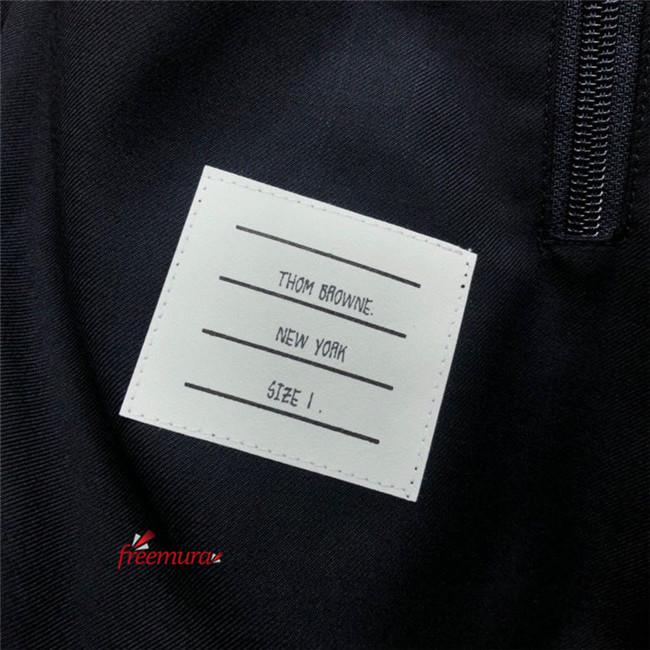 THOM BROWNE.
NEW YORK
SIZE 1.
freemura